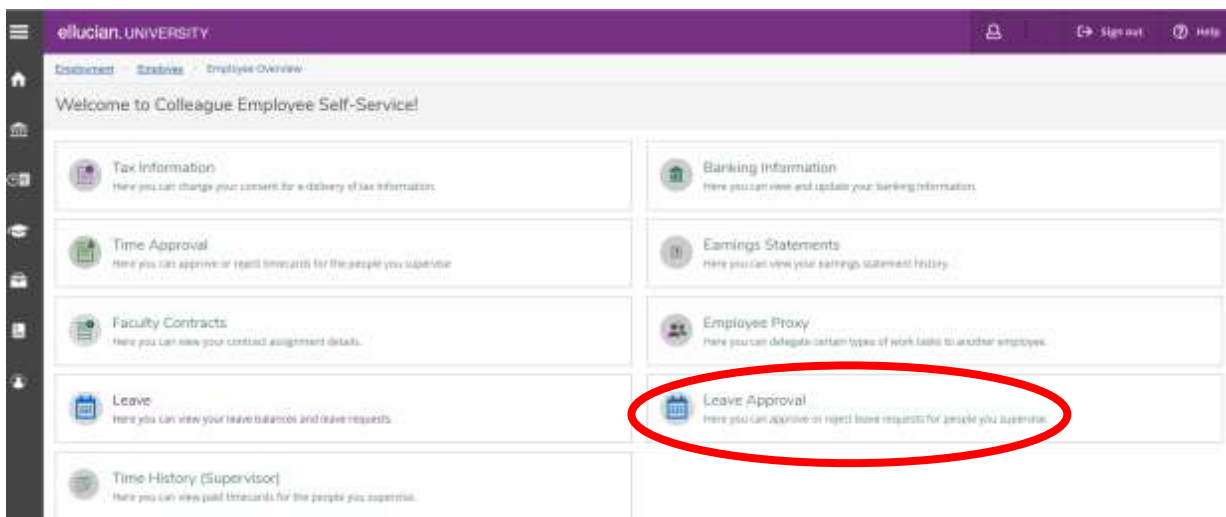 ellucian. UNIVERSITY
Sign out
Help
Employment
Employee
Employee Overview
Welcome to Colleague Employee Self-Service!
Tax Information
Here you can change your consent for e-delivery of tax information.
Banking Information
Here you can view and update your banking information.
Time Approval
Here you can approve or reject timecards for the people you supervise
Earnings Statements
Here you can view your earnings statement history.
Faculty Contracts
Here you can view your contract assignment details.
Employee Proxy
Here you can delegate certain types of work tasks to another employee.
Leave
Here you can view your leave balances and leave requests.
Leave Approval
Here you can approve or reject leave requests for people you supervise.
Time History (Supervisor)
Here you can view paid timecards for the people you supervise.